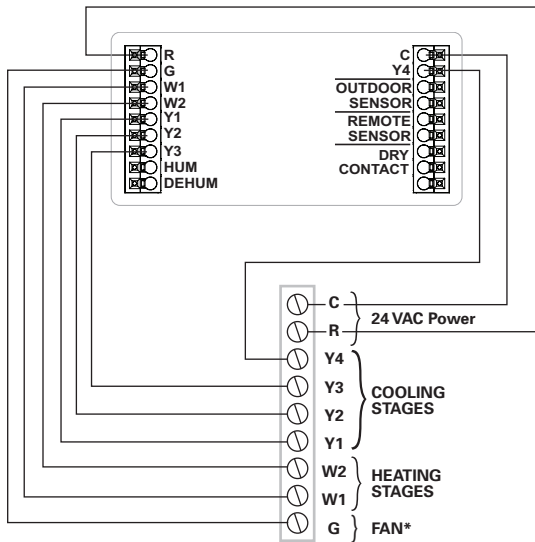 R
G
W1
W2
Y1
Y2
Y3
HUM
DEHUM
C
Y4
OUTDOOR
SENSOR
REMOTE
SENSOR
DRY
CONTACT
C
R
24 VAC Power
Y4
Y3
Y2
Y1
COOLING
STAGES
W2
W1
HEATING
STAGES
G
FAN*